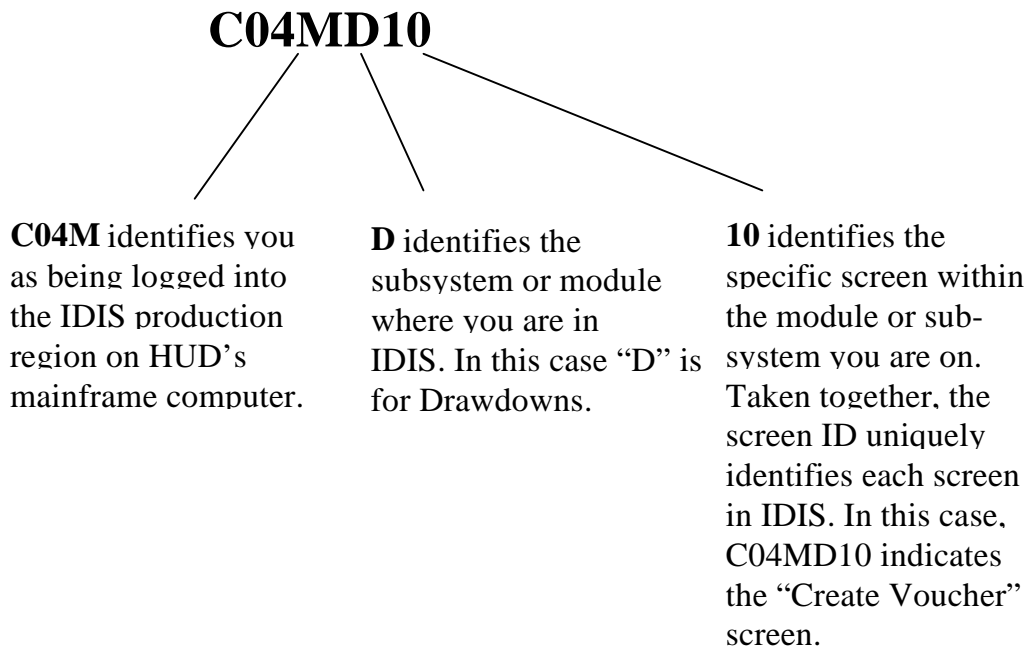 C04MD10
C04M identifies you
as being logged into
the IDIS production
region on HUD’s
mainframe computer.
D identifies the
subsystem or module
where you are in
IDIS. In this case “D” is
for Drawdowns.
10 identifies the
specific screen within
the module or sub-
system you are on.
Taken together, the
screen ID uniquely
identifies each screen
in IDIS. In this case,
C04MD10 indicates
the “Create Voucher”
screen.